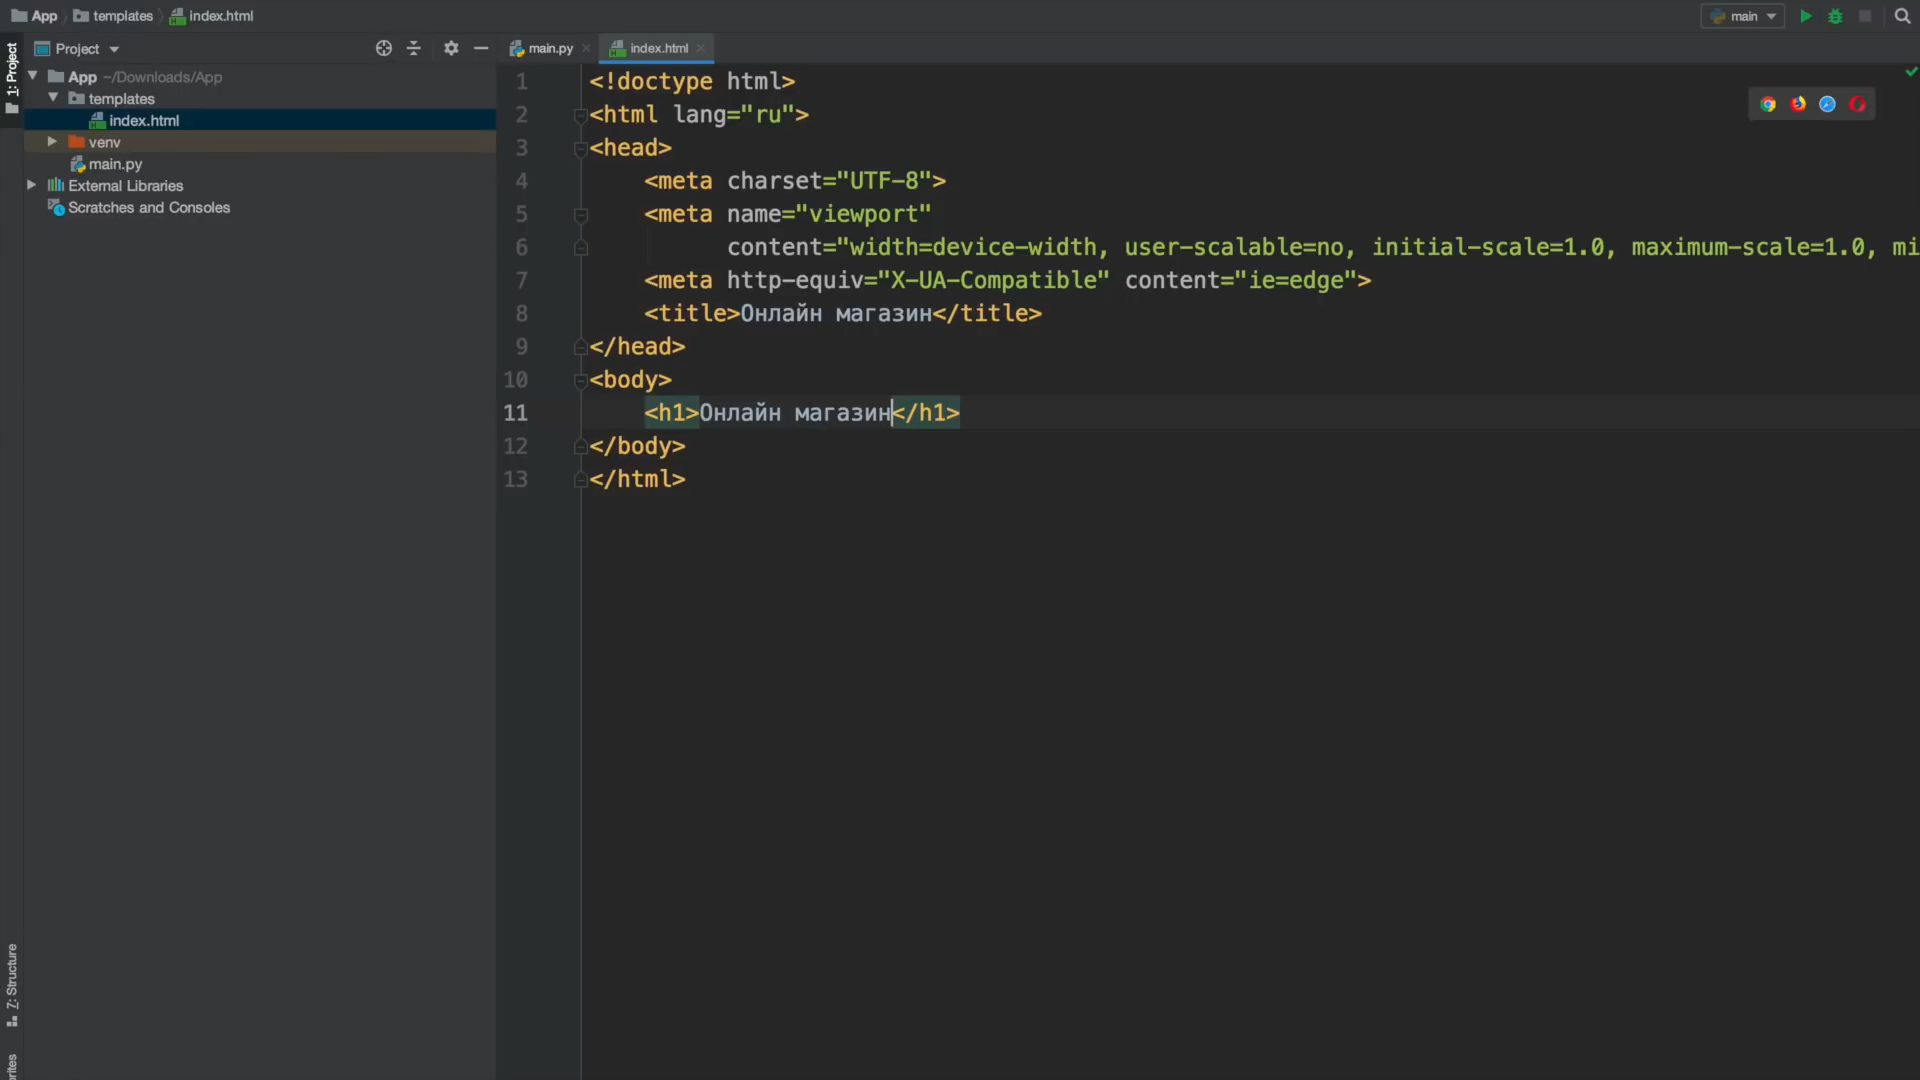 App templates index.html main
1: Project
Project
main.py index.html
App ~/Downloads/App
templates
index.html
venv
main.py
External Libraries
Scratches and Consoles
1 <!doctype html>
2 <html lang="ru">
3 <head>
4 <meta charset="UTF-8">
5 <meta name="viewport"
6 content="width=device-width, user-scalable=no, initial-scale=1.0, maximum-scale=1.0, mi
7 <meta http-equiv="X-UA-Compatible" content="ie=edge">
8 <title>Онлайн магазин</title>
9 </head>
10 <body>
11 <h1>Онлайн магазин</h1>
12 </body>
13 </html>
7: Structure